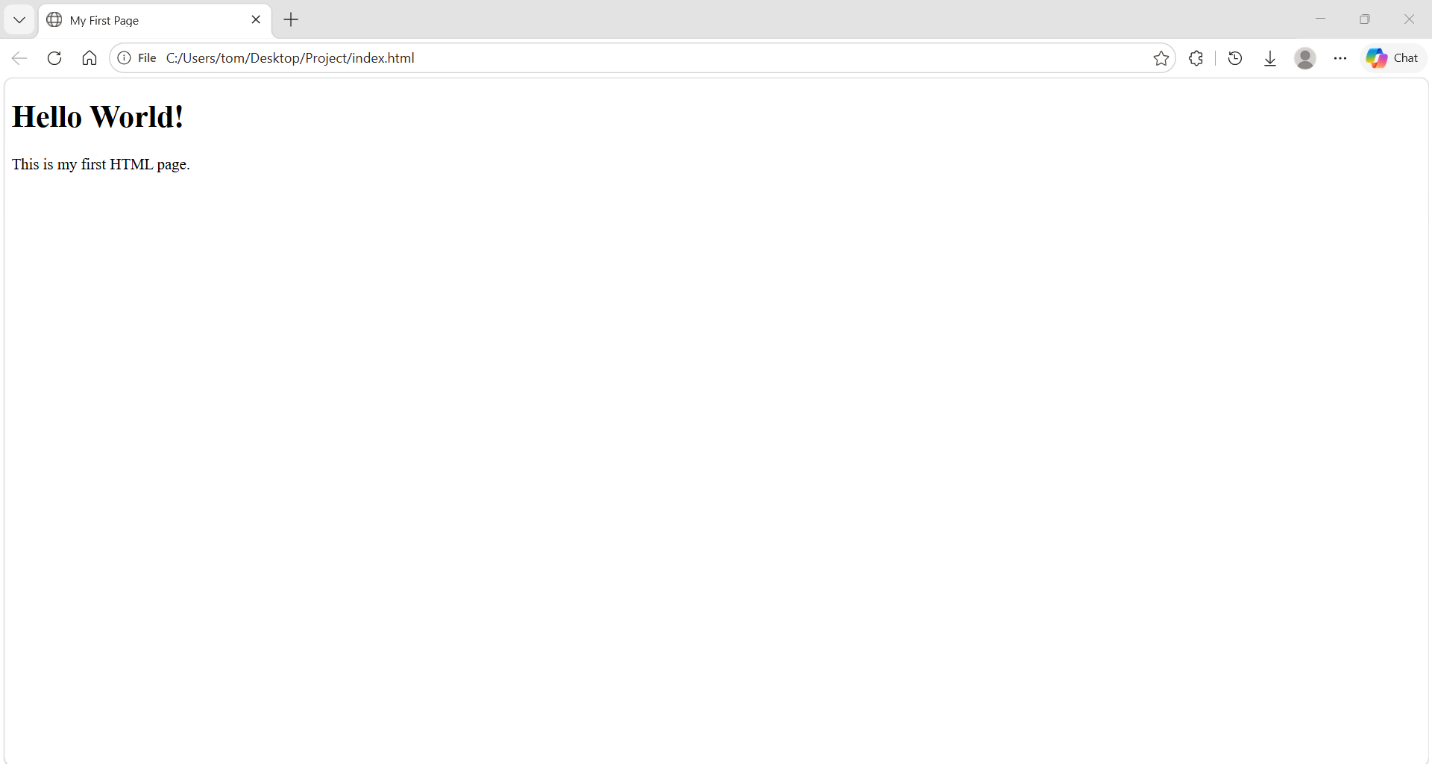 My First Page
File C:/Users/tom/Desktop/Project/index.html
Chat
Hello World!
This is my first HTML page.